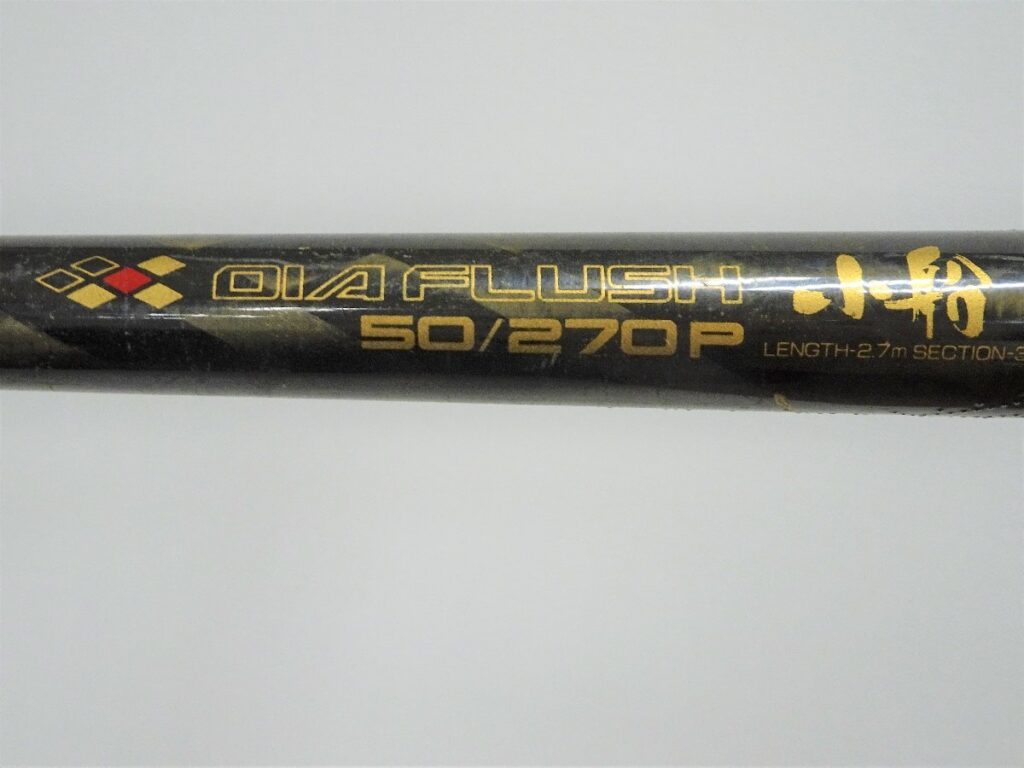 DIA FLUSH 小船
50/270P
LENGTH-2.7m SECTION-3